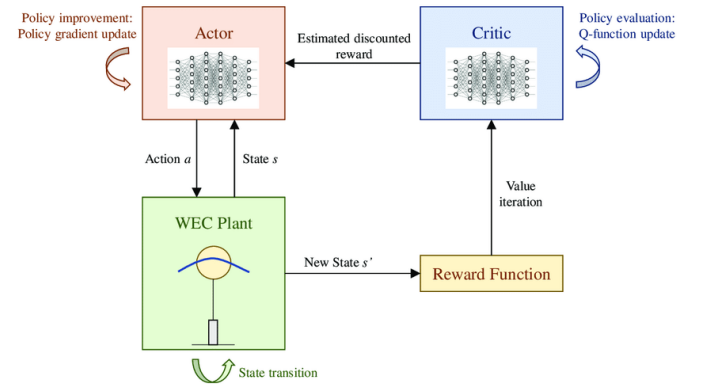 Policy improvement:
Policy gradient update
Actor
Estimated discounted
reward
Critic
Policy evaluation:
Q-function update
Action a
State s
Value
iteration
WEC Plant
New State s’
Reward Function
State transition